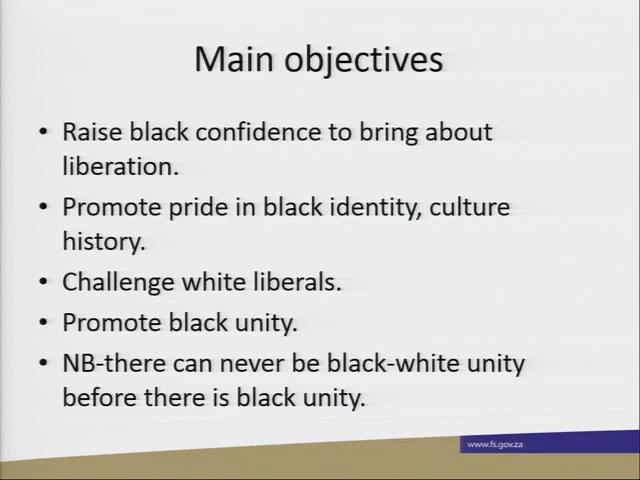 Main objectives
• Raise black confidence to bring about
liberation.
• Promote pride in black identity, culture
history.
• Challenge white liberals.
• Promote black unity.
• NB-there can never be black-white unity
before there is black unity.
www.fs.gov.za